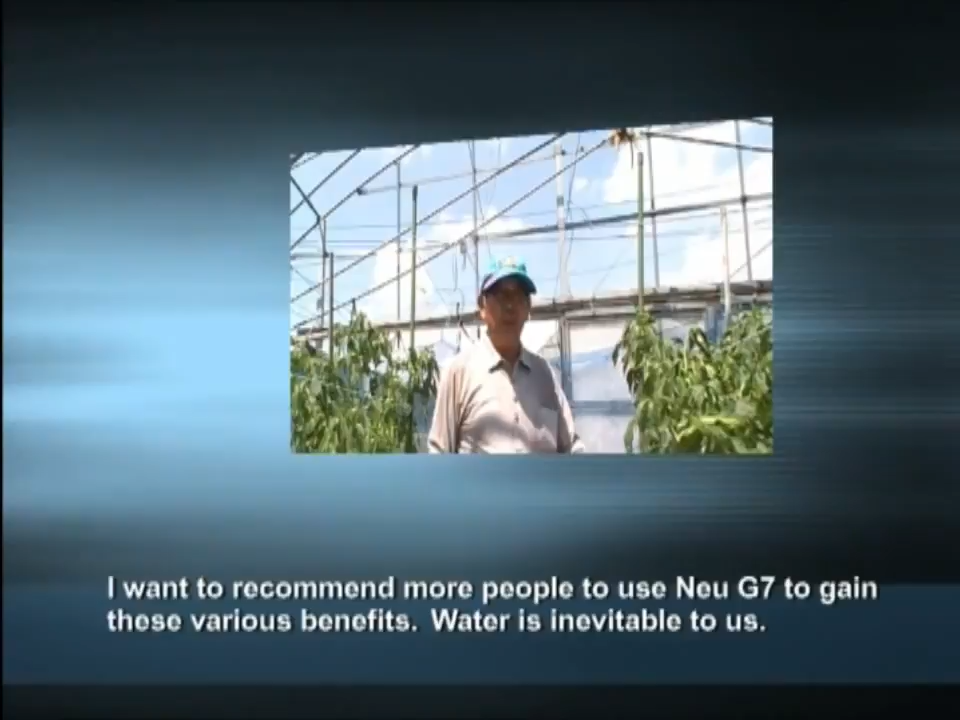 I want to recommend more people to use Neu G7 to gain
these various benefits. Water is inevitable to us.